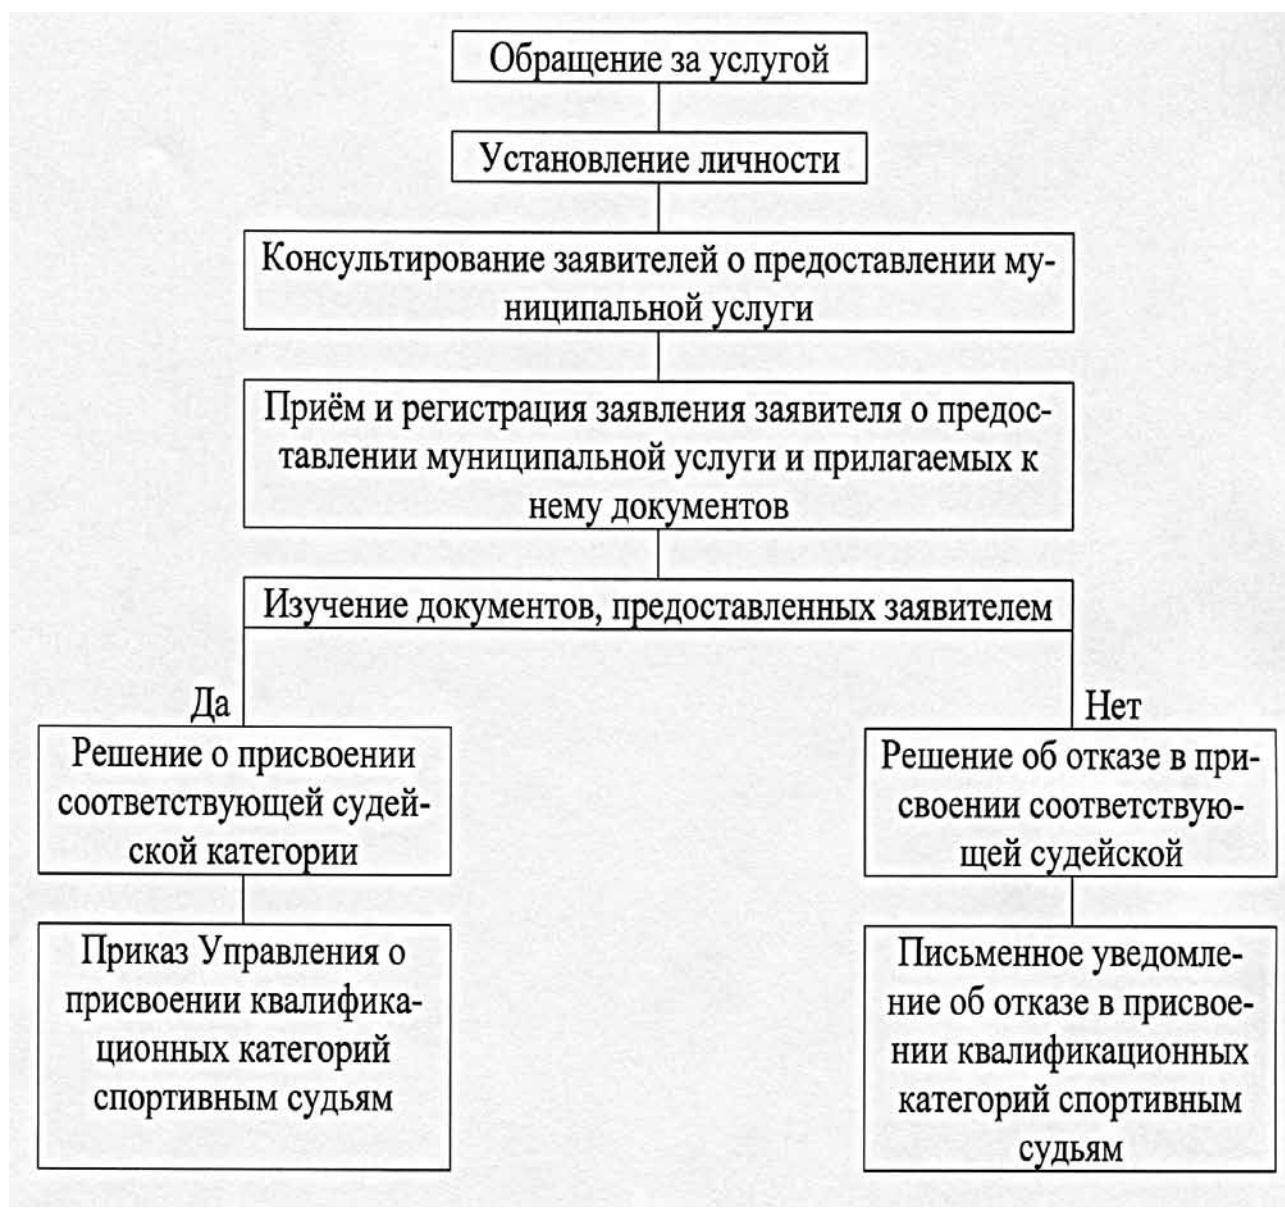 Обращение за услугой
Установление личности
Консультирование заявителей о предоставлении му-
ниципальной услуги
Приём и регистрация заявления заявителя о предос-
тавлении муниципальной услуги и прилагаемых к
нему документов
Изучение документов, предоставленных заявителем
Да
Решение о присвоении
соответствующей судей-
ской категории
Приказ Управления о
присвоении квалифика-
ционных категорий
спортивным судьям
Нет
Решение об отказе в при-
своении соответствую-
щей судейской
Письменное уведомле-
ние об отказе в присвое-
нии квалификационных
категорий спортивным
судьям